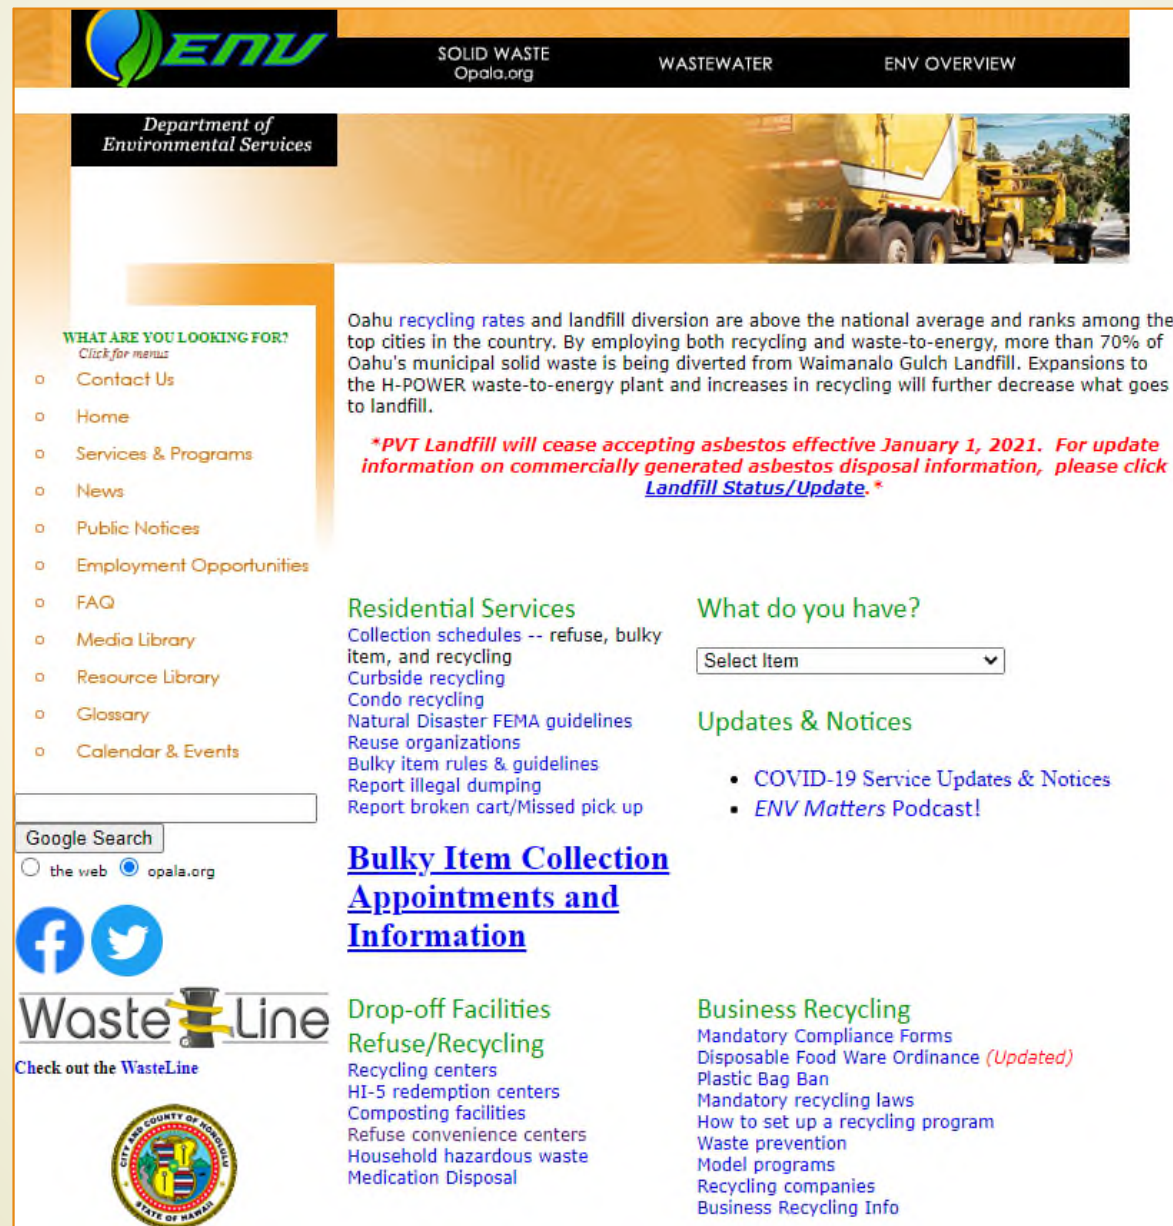 ENV
SOLID WASTE
Opala.org
WASTEWATER
ENV OVERVIEW
Department of
Environmental Services
WHAT ARE YOU LOOKING FOR?
Click for menus
Contact Us
Home
Services & Programs
News
Public Notices
Employment Opportunities
FAQ
Media Library
Resource Library
Glossary
Calendar & Events
Google Search
the web opala.org
Waste Line
Check out the WasteLine
CITY AND COUNTY OF HONOLULU
STATE OF HAWAII
Oahu recycling rates and landfill diversion are above the national average and ranks among the
top cities in the country. By employing both recycling and waste-to-energy, more than 70% of
Oahu's municipal solid waste is being diverted from Waimanalo Gulch Landfill. Expansions to
the H-POWER waste-to-energy plant and increases in recycling will further decrease what goes
to landfill.
*PVT Landfill will cease accepting asbestos effective January 1, 2021. For update
information on commercially generated asbestos disposal information, please click
Landfill Status/Update.*
Residential Services
Collection schedules -- refuse, bulky
item, and recycling
Curbside recycling
Condo recycling
Natural Disaster FEMA guidelines
Reuse organizations
Bulky item rules & guidelines
Report illegal dumping
Report broken cart/Missed pick up
Bulky Item Collection
Appointments and
Information
What do you have?
Select Item
Updates & Notices
• COVID-19 Service Updates & Notices
• ENV Matters Podcast!
Drop-off Facilities
Refuse/Recycling
Recycling centers
HI-5 redemption centers
Composting facilities
Refuse convenience centers
Household hazardous waste
Medication Disposal
Business Recycling
Mandatory Compliance Forms
Disposable Food Ware Ordinance (Updated)
Plastic Bag Ban
Mandatory recycling laws
How to set up a recycling program
Waste prevention
Model programs
Recycling companies
Business Recycling Info